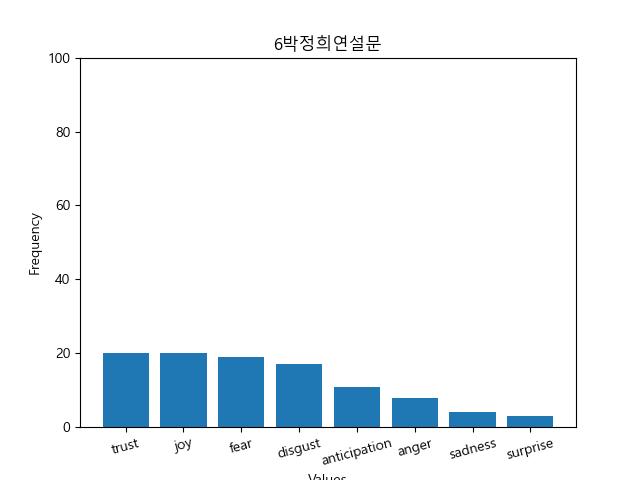 6박정희연설문
100
80
60
40
20
0
Frequency
trust joy fear disgust anticipation anger sadness surprise
Values